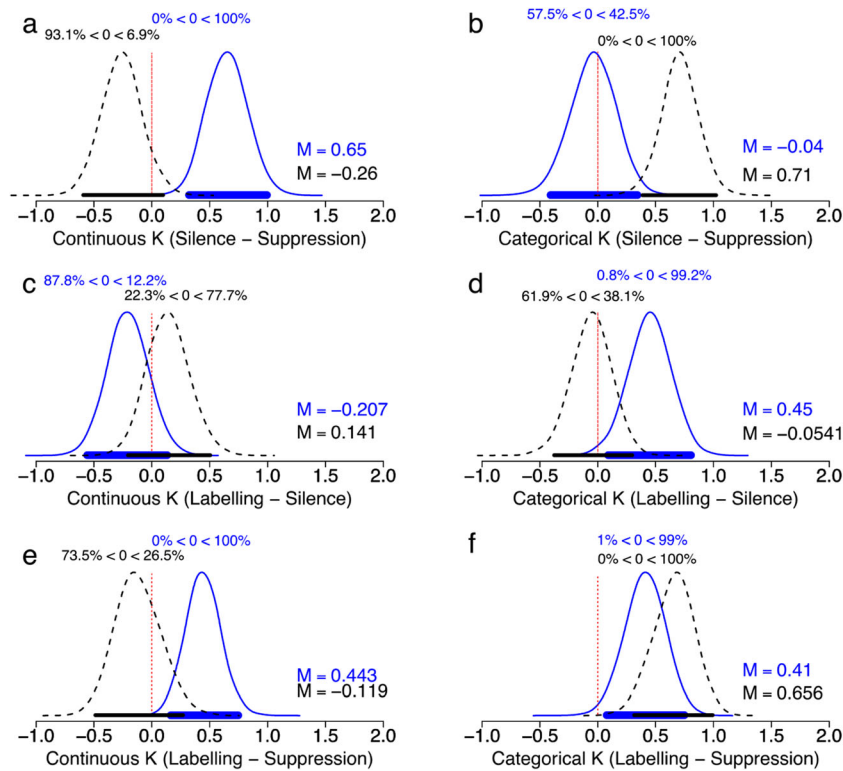 a
0% < 0 < 100%
93.1% < 0 < 6.9%
M = 0.65
M = −0.26
−1.0 −0.5 0.0 0.5 1.0 1.5 2.0
Continuous K (Silence − Suppression)
b
57.5% < 0 < 42.5%
0% < 0 < 100%
M = −0.04
M = 0.71
−1.0 −0.5 0.0 0.5 1.0 1.5 2.0
Categorical K (Silence − Suppression)
c
87.8% < 0 < 12.2%
22.3% < 0 < 77.7%
M = −0.207
M = 0.141
−1.0 −0.5 0.0 0.5 1.0 1.5 2.0
Continuous K (Labelling − Silence)
d
0.8% < 0 < 99.2%
61.9% < 0 < 38.1%
M = 0.45
M = −0.0541
−1.0 −0.5 0.0 0.5 1.0 1.5 2.0
Categorical K (Labelling − Silence)
e
0% < 0 < 100%
73.5% < 0 < 26.5%
M = 0.443
M = −0.119
−1.0 −0.5 0.0 0.5 1.0 1.5 2.0
Continuous K (Labelling − Suppression)
f
1% < 0 < 99%
0% < 0 < 100%
M = 0.41
M = 0.656
−1.0 −0.5 0.0 0.5 1.0 1.5 2.0
Categorical K (Labelling − Suppression)